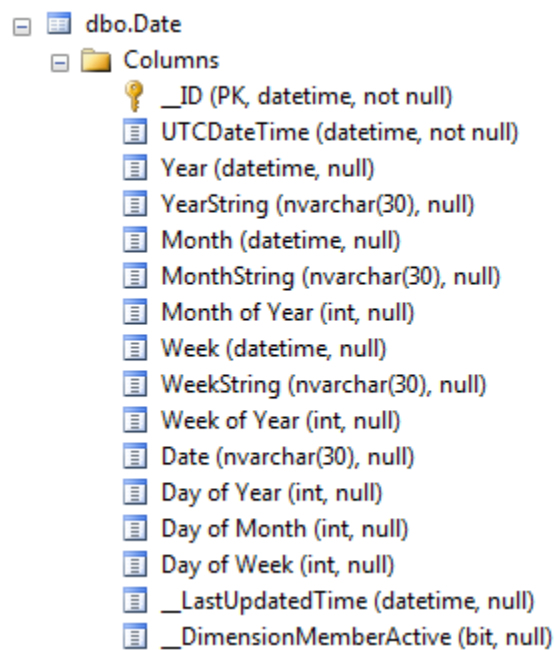 dbo.Date
Columns
__ID (PK, datetime, not null)
UTCDateTime (datetime, not null)
Year (datetime, null)
YearString (nvarchar(30), null)
Month (datetime, null)
MonthString (nvarchar(30), null)
Month of Year (int, null)
Week (datetime, null)
WeekString (nvarchar(30), null)
Week of Year (int, null)
Date (nvarchar(30), null)
Day of Year (int, null)
Day of Month (int, null)
Day of Week (int, null)
__LastUpdatedTime (datetime, null)
__DimensionMemberActive (bit, null)